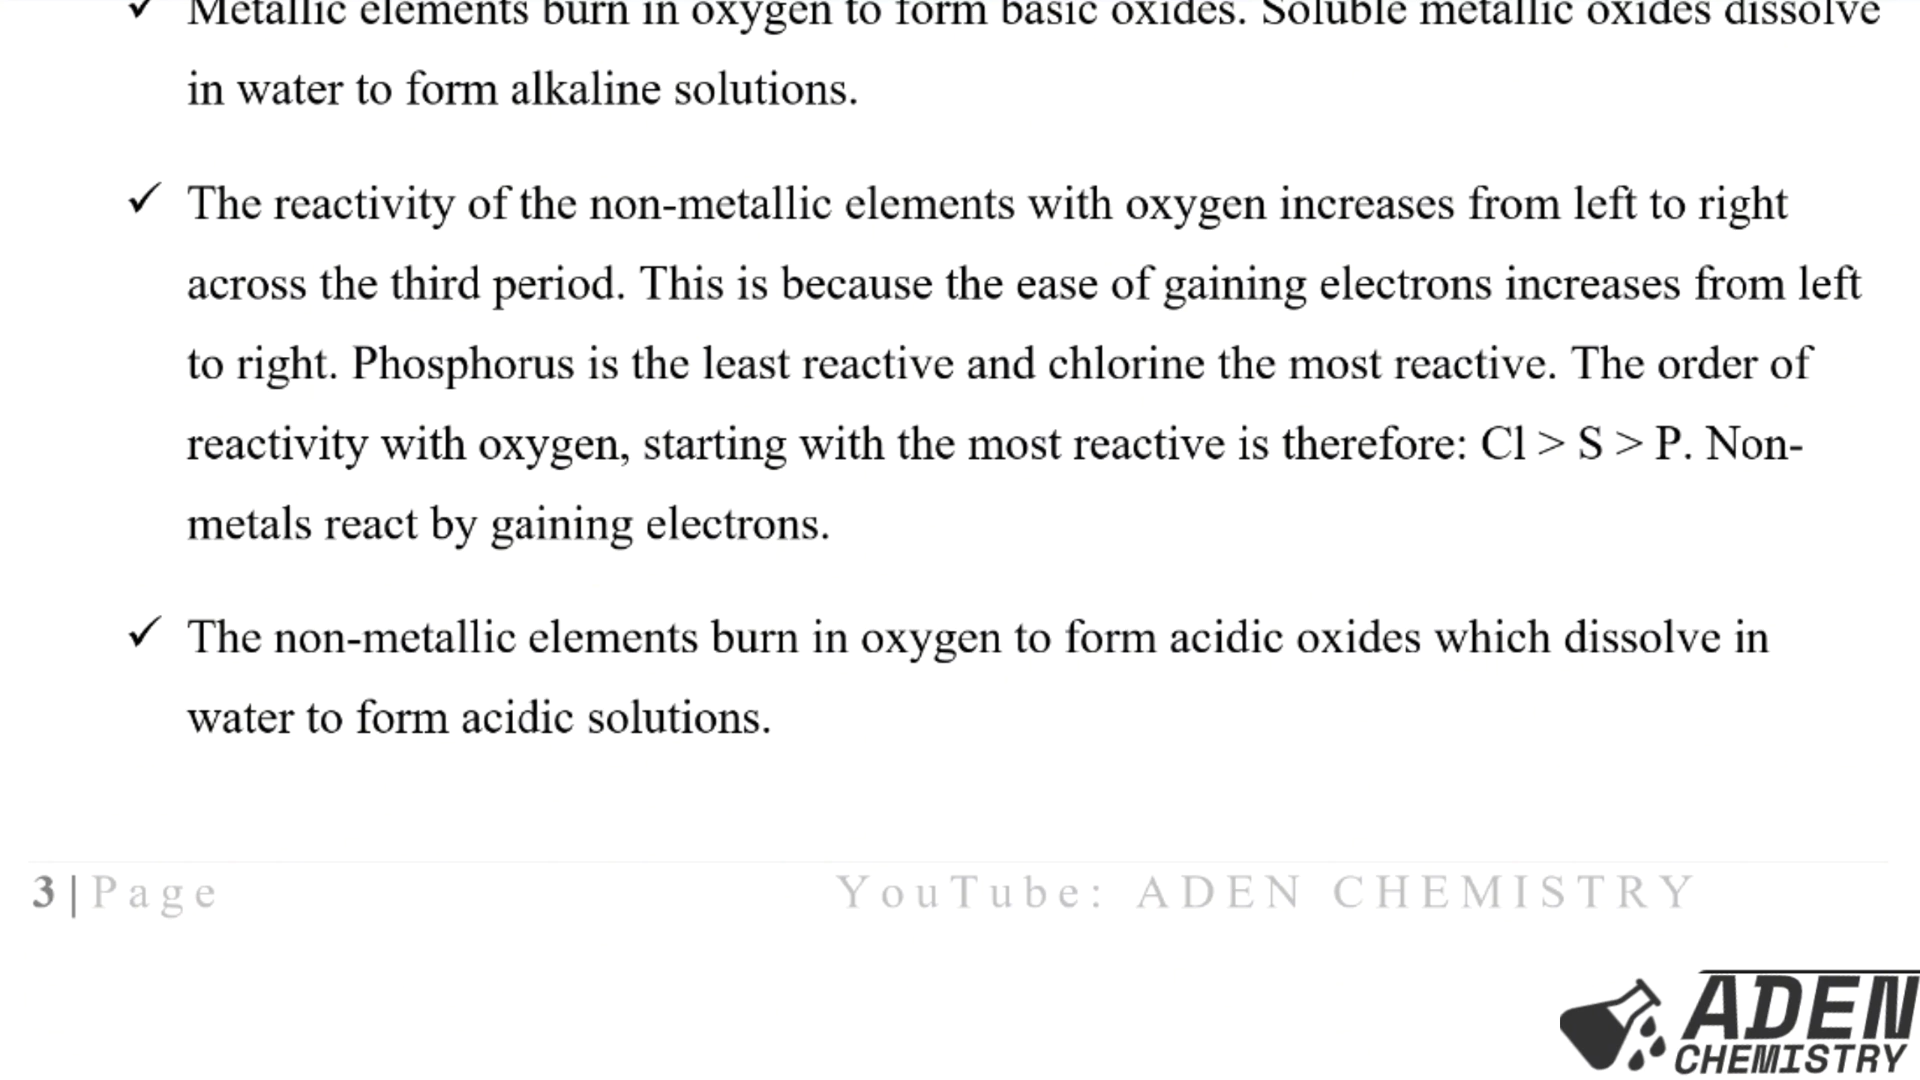 ✓ Metallic elements burn in oxygen to form basic oxides. Soluble metallic oxides dissolve
in water to form alkaline solutions.
✓ The reactivity of the non-metallic elements with oxygen increases from left to right
across the third period. This is because the ease of gaining electrons increases from left
to right. Phosphorus is the least reactive and chlorine the most reactive. The order of
reactivity with oxygen, starting with the most reactive is therefore: Cl > S > P. Non-
metals react by gaining electrons.
✓ The non-metallic elements burn in oxygen to form acidic oxides which dissolve in
water to form acidic solutions.
3 | Page YouTube: ADEN CHEMISTRY
ADEN
CHEMISTRY